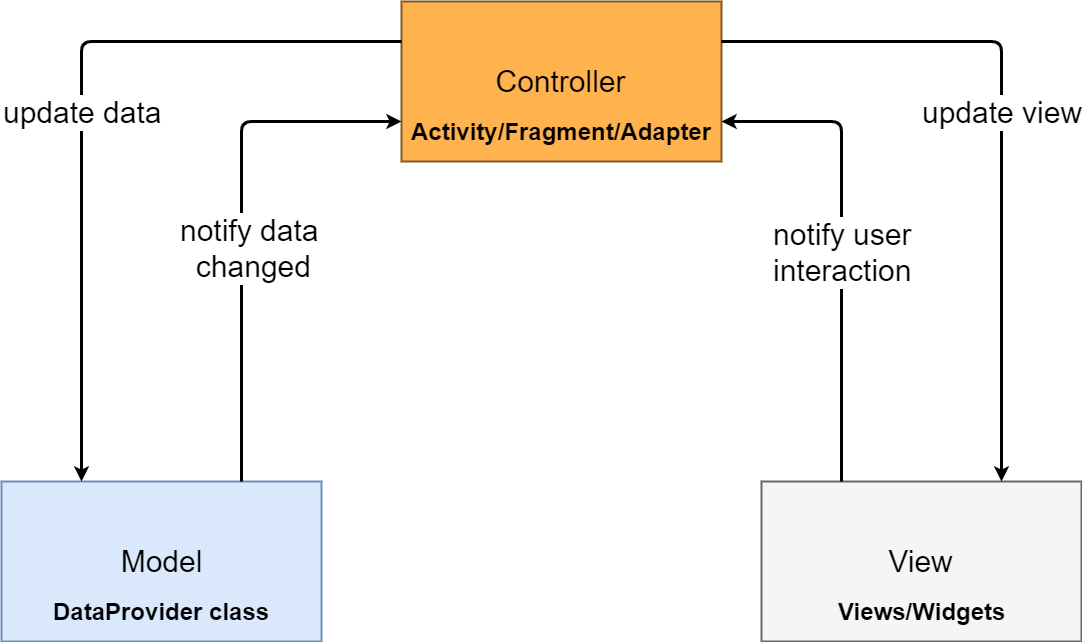 Controller
Activity/Fragment/Adapter
update data
update view
notify data
changed
notify user
interaction
Model
DataProvider class
View
Views/Widgets